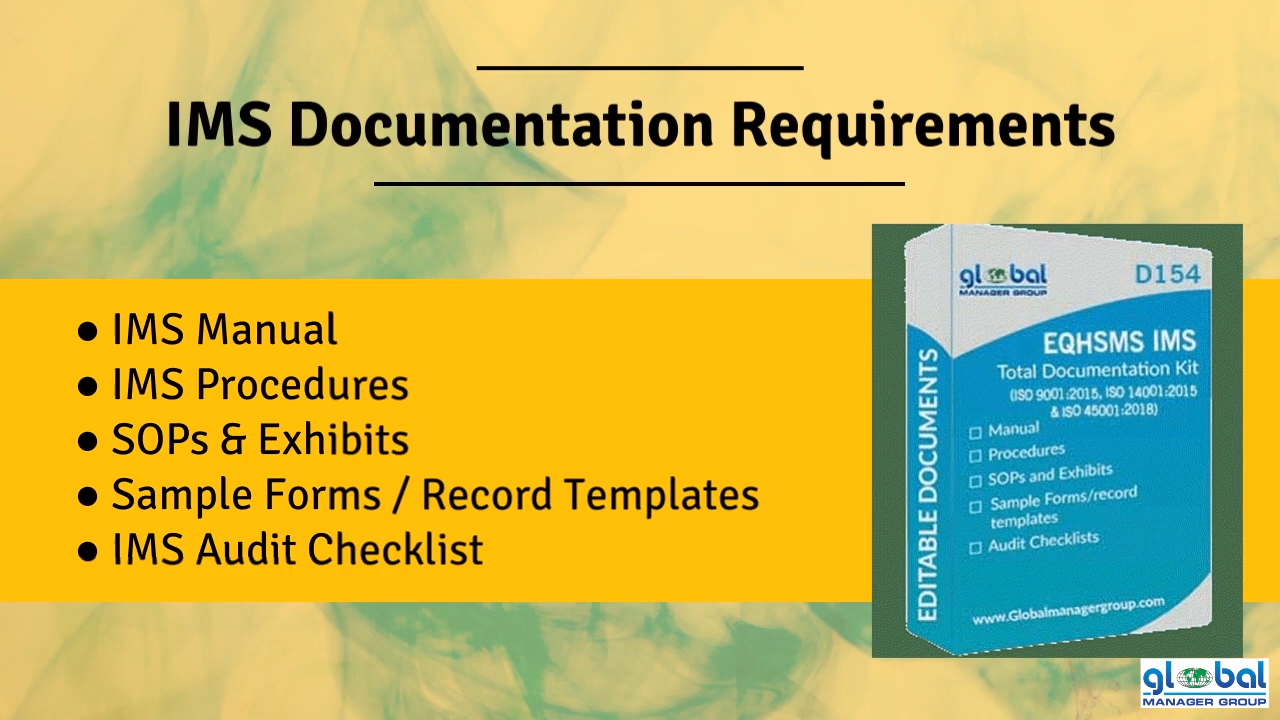 IMS Documentation Requirements
● IMS Manual
● IMS Procedures
● SOPs & Exhibits
● Sample Forms / Record Templates
● IMS Audit Checklist
global
MANAGER GROUP
D154
EDITABLE DOCUMENTS
EQHSMS IMS
Total Documentation Kit
(ISO 9001:2015, ISO 14001:2015
& ISO 45001:2018)
☐ Manual
☐ Procedures
☐ SOPs and Exhibits
☐ Sample Forms/record
templates
☐ Audit Checklists
www.Globalmanagergroup.com
global
MANAGER GROUP